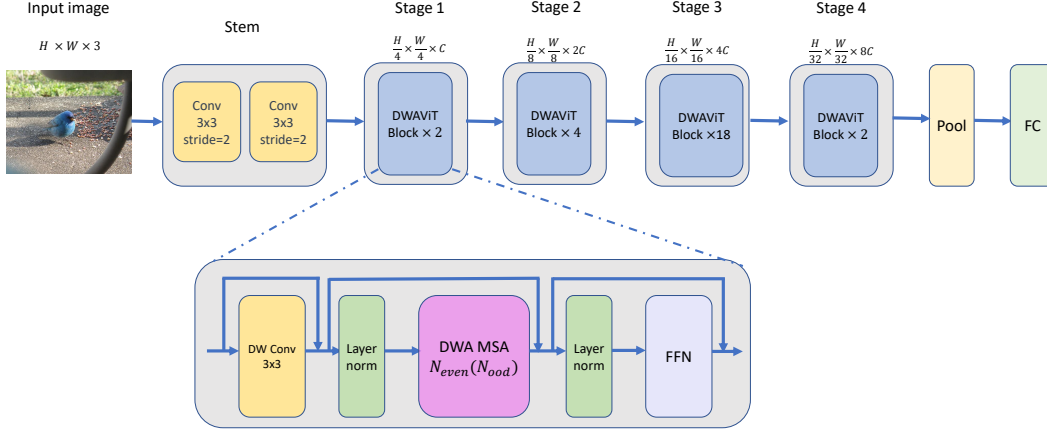 Input image
H × W × 3
Stem
Conv
3x3
stride=2
Conv
3x3
stride=2
Stage 1
H/4 × W/4 × C
DWAViT
Block × 2
Stage 2
H/8 × W/8 × 2C
DWAViT
Block × 4
Stage 3
H/16 × W/16 × 4C
DWAViT
Block ×18
Stage 4
H/32 × W/32 × 8C
DWAViT
Block × 2
Pool
FC
DW Conv
3x3
Layer
norm
DWA MSA
N_even(N_ood)
Layer
norm
FFN